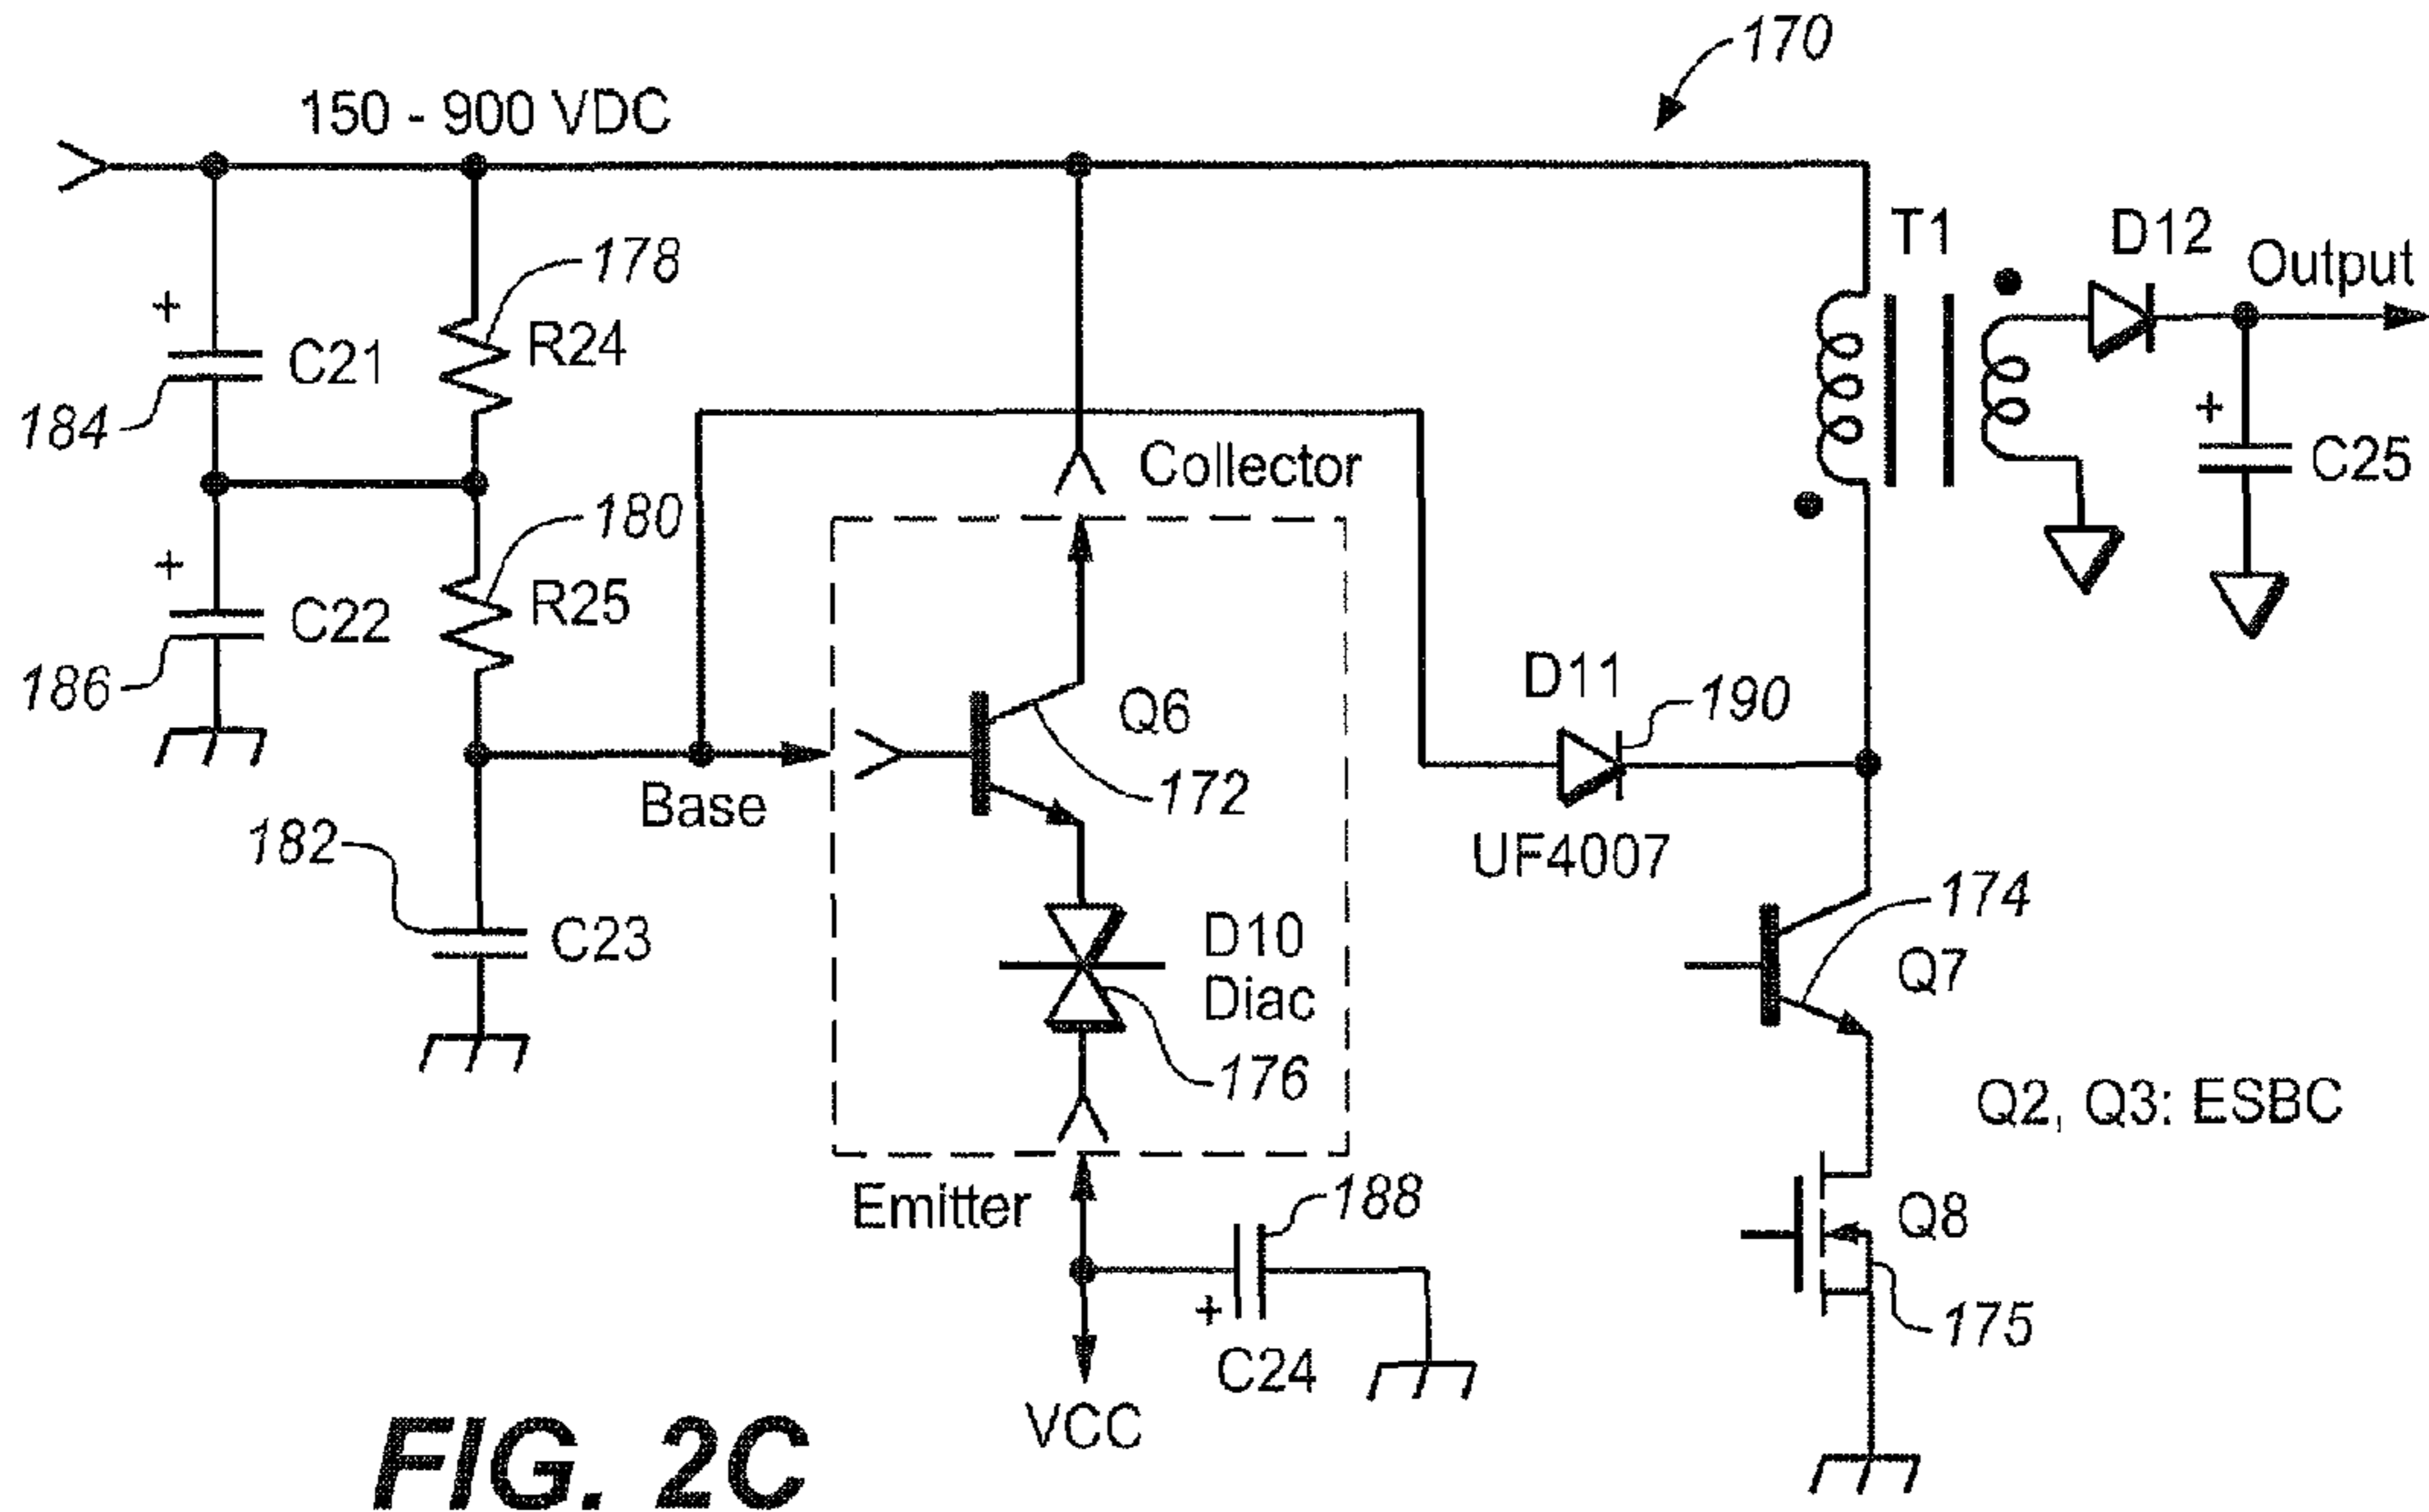 170
150 - 900 VDC
178
T1
D12
Output
+
C21
R24
184
+
C25
Collector
180
+
C22
R25
186
D11
190
Q6
Base
172
182
UF4007
174
C23
D10
Diac
Q7
176
Q2, Q3: ESBC
Emitter
188
Q8
+
C24
175
VCC
FIG. 2C